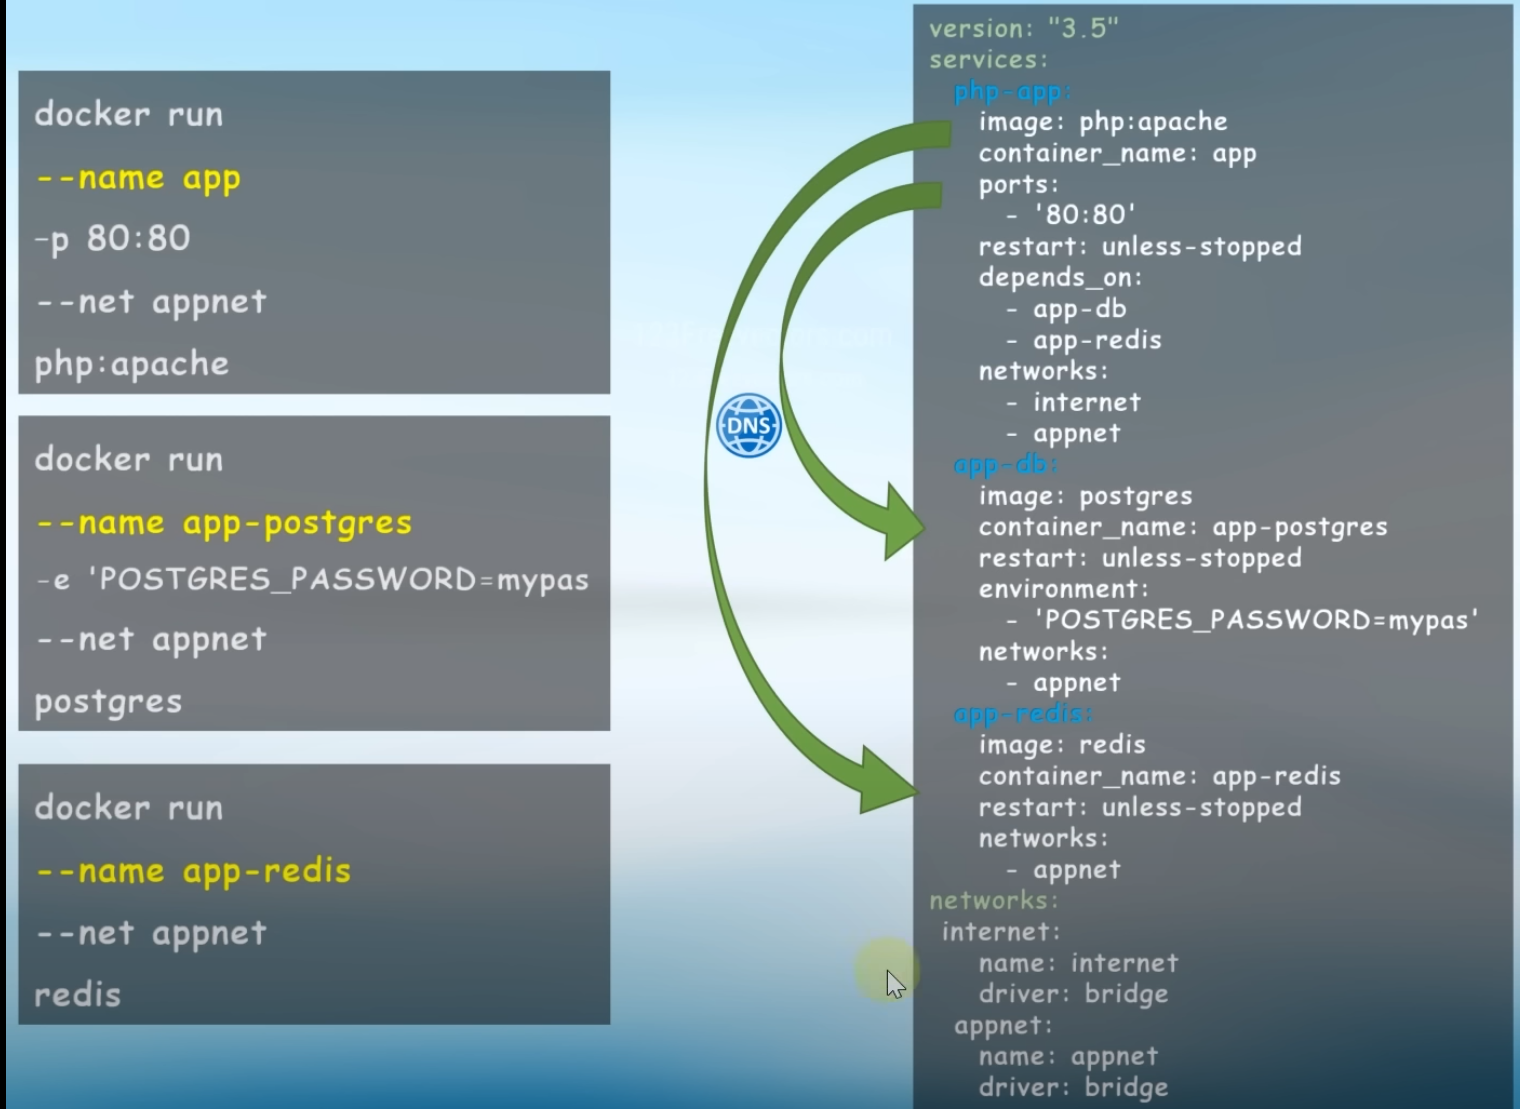 docker run
--name app
-p 80:80
--net appnet
php:apache
docker run
--name app-postgres
-e 'POSTGRES_PASSWORD=mypas
--net appnet
postgres
docker run
--name app-redis
--net appnet
redis
DNS
version: "3.5"
services:
php-app:
image: php:apache
container_name: app
ports:
- '80:80'
restart: unless-stopped
depends_on:
- app-db
- app-redis
networks:
- internet
- appnet
app-db:
image: postgres
container_name: app-postgres
restart: unless-stopped
environment:
- 'POSTGRES_PASSWORD=mypas'
networks:
- appnet
app-redis:
image: redis
container_name: app-redis
restart: unless-stopped
networks:
- appnet
networks:
internet:
name: internet
driver: bridge
appnet:
name: appnet
driver: bridge